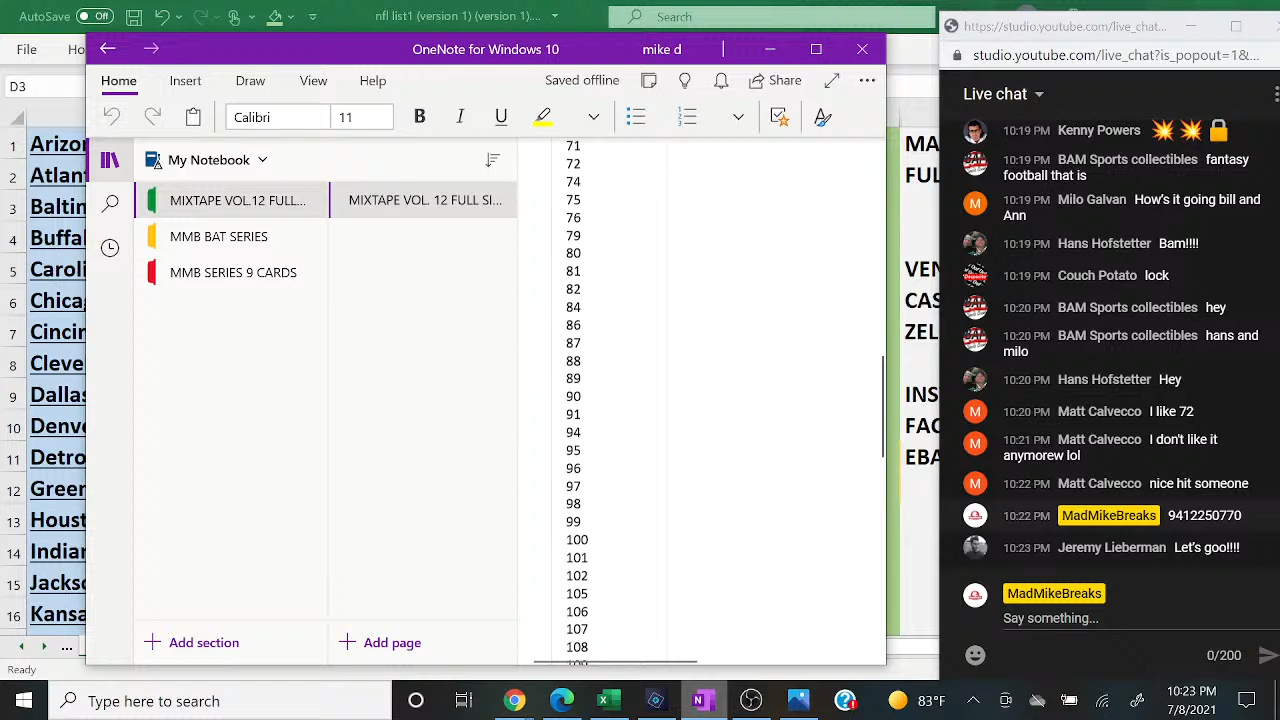 AutoSave Off nfl list1 (version 1) (version 1)... Search
https://studio.youtube.com/live_chat...
studio.youtube.com/live_chat?is_popout=1&...
File
D3
OneNote for Windows 10 mike d
Home Insert Draw View Help Saved offline Share
Calibri 11 B I U
My Notebook
MIXTAPE VOL.12 FULL...
MMB BAT SERIES
MMB SERIES 9 CARDS
MIXTAPE VOL. 12 FULL SI...
71
72
74
75
76
79
80
81
82
84
86
87
88
89
90
91
94
95
96
97
98
99
100
101
102
105
106
107
108
109
Add section
Add page
4
5
6
7
8
9
10
11
12
13
14
15
16
Arizo
Atlan
Baltin
Buffa
Caroli
Chica
Cincir
Cleve
Dallas
Denve
Detro
Green
Houst
Indian
Jackso
Kansa
MA
FUL
VEN
CAS
ZEL
INS
FAC
EBA
Ready
Live chat
10:19 PM Kenny Powers
10:19 PM BAM Sports collectibles fantasy
football that is
10:19 PM Milo Galvan How's it going bill and
Ann
10:19 PM Hans Hofstetter Bam!!!!
10:19 PM Couch Potato lock
10:20 PM BAM Sports collectibles hey
10:20 PM BAM Sports collectibles hans and
milo
10:20 PM Hans Hofstetter Hey
10:20 PM Matt Calvecco I like 72
10:21 PM Matt Calvecco I don't like it
anymorew lol
10:22 PM Matt Calvecco nice hit someone
10:22 PM MadMikeBreaks 9412250770
10:23 PM Jeremy Lieberman Let's goo!!!!
MadMikeBreaks
Say something...
0/200
Type here to search
83°F
10:23 PM
7/8/2021